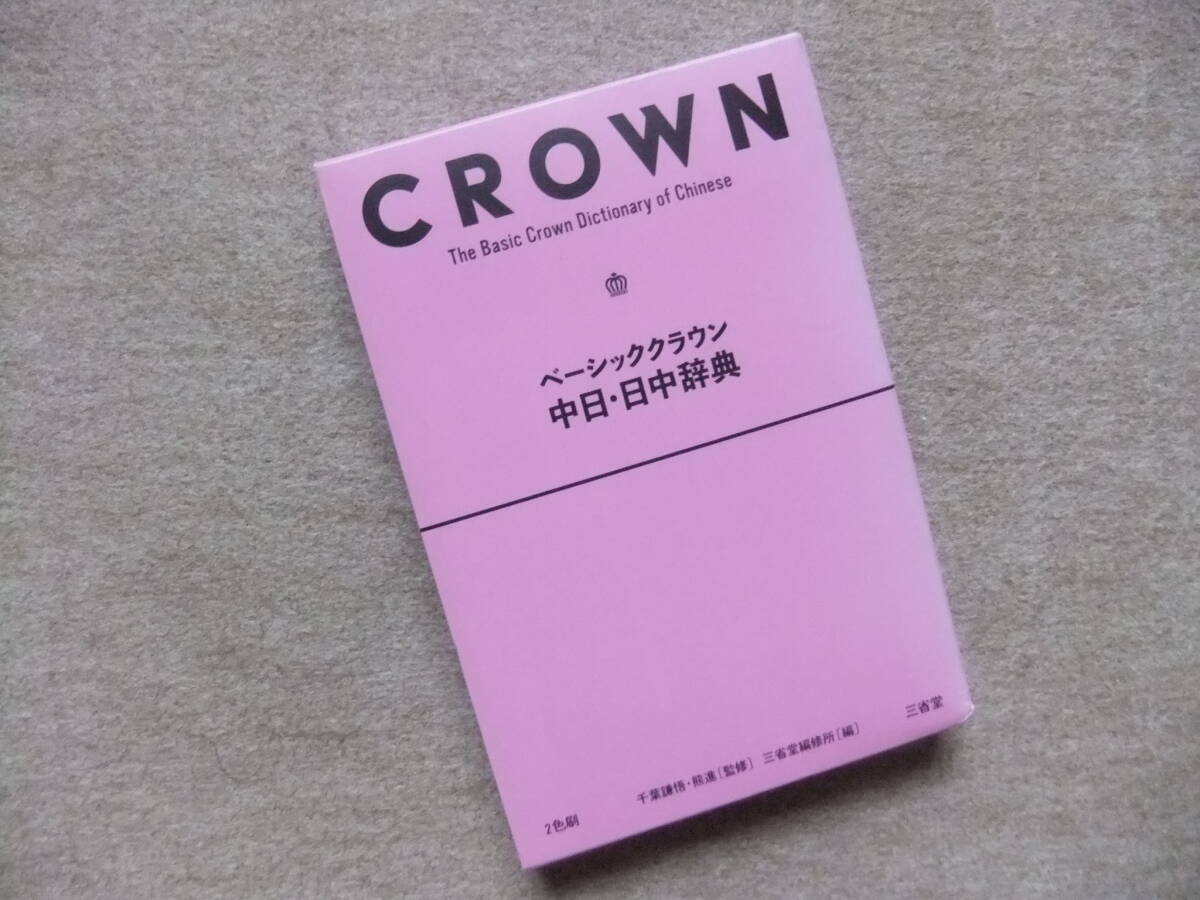 CROWN
The Basic Crown Dictionary of Chinese
ベーシッククラウン
中日・日中辞典
三省堂
千葉謙悟・熊進[監修] 三省堂編修所[編]
2色刷